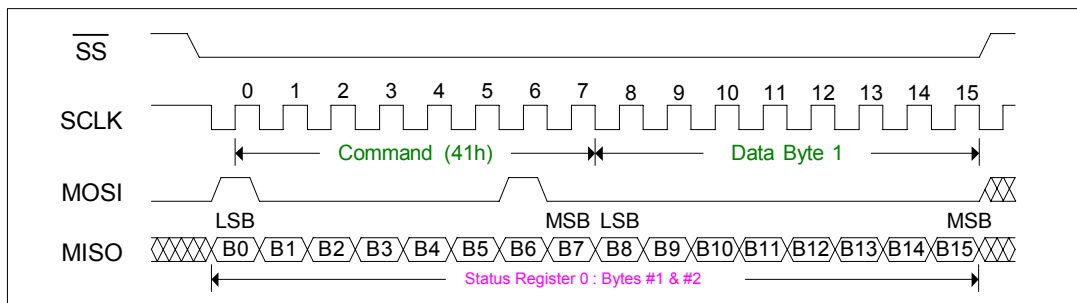 SS
0 1 2 3 4 5 6 7 8 9 10 11 12 13 14 15
SCLK
Command (41h) Data Byte 1
MOSI
LSB MSB LSB MSB
MISO B0 B1 B2 B3 B4 B5 B6 B7 B8 B9 B10 B11 B12 B13 B14 B15
Status Register 0 : Bytes #1 & #2